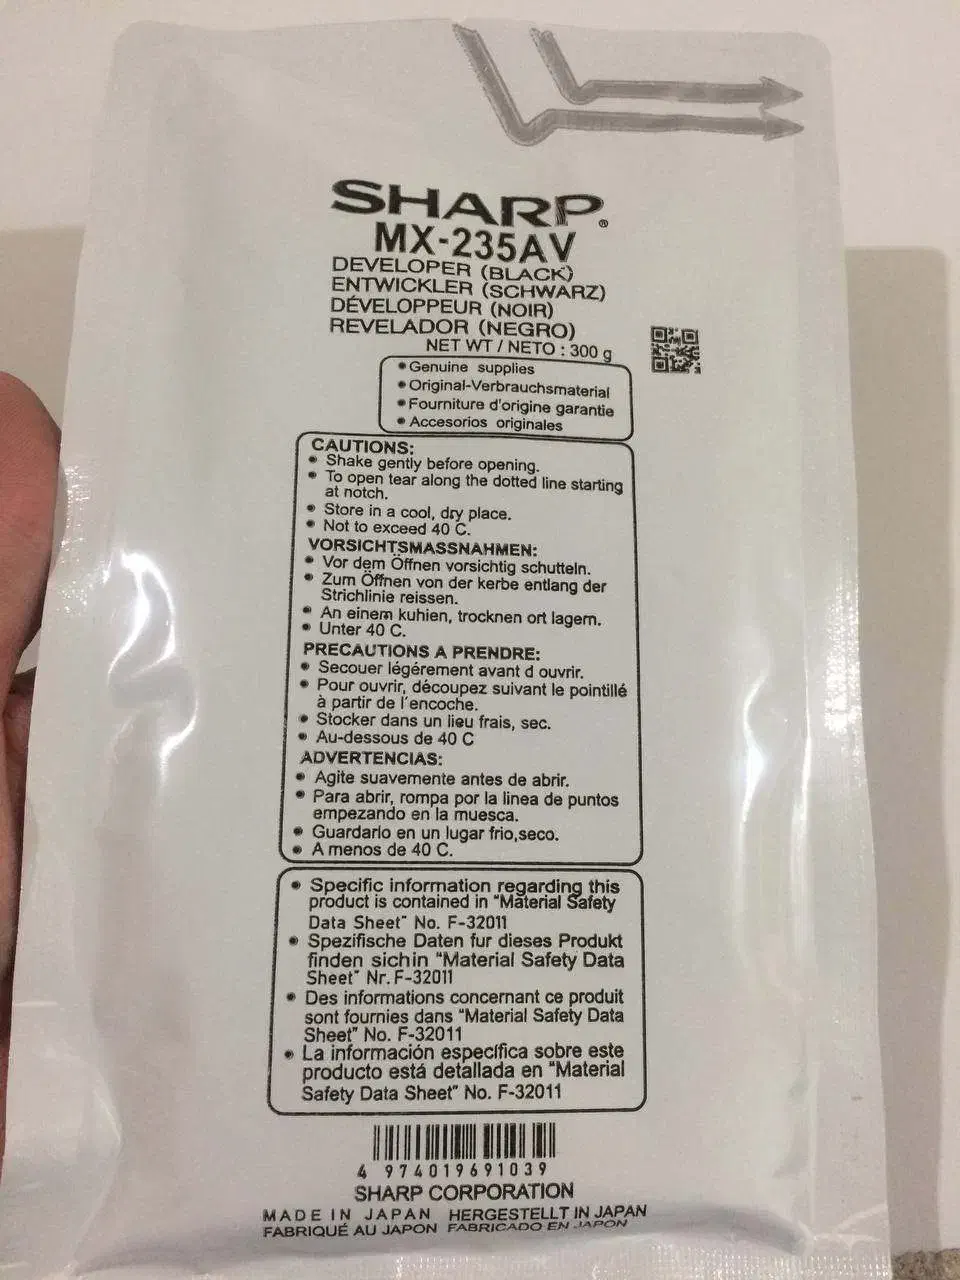 SHARP®
MX-235AV
DEVELOPER (BLACK)
ENTWICKLER (SCHWARZ)
DÉVELOPPEUR (NOIR)
REVELADOR (NEGRO)
NET WT / NETO : 300 g
• Genuine supplies
• Original-Verbrauchsmaterial
• Fourniture d'origine garantie
• Accesorios originales
CAUTIONS:
• Shake gently before opening.
• To open tear along the dotted line starting
at notch.
• Store in a cool, dry place.
• Not to exceed 40 C.
VORSICHTSMASSNAHMEN:
• Vor dem Öffnen vorsichtig schutteln.
• Zum Öffnen von der kerbe entlang der
Strichlinie reissen.
• An einem kuhien, trocknen ort lagern.
• Unter 40 C.
PRECAUTIONS A PRENDRE:
• Secouer légérement avant d ouvrir.
• Pour ouvrir, découpez suivant le pointillé
à partir de l'encoche.
• Stocker dans un lieu frais, sec.
• Au-dessous de 40 C
ADVERTENCIAS:
• Agite suavemente antes de abrir.
• Para abrir, rompa por la linea de puntos
empezando en la muesca.
• Guardarlo en un lugar frio,seco.
• A menos de 40 C.
• Specific information regarding this
product is contained in "Material Safety
Data Sheet" No. F-32011
• Spezifische Daten fur dieses Produkt
finden sichin "Material Safety Data
Sheet" Nr. F-32011
• Des informations concernant ce produit
sont fournies dans "Material Safety Data
Sheet" No. F-32011
• La información específica sobre este
producto está detallada en "Material
Safety Data Sheet" No. F-32011
4 974019691039
SHARP CORPORATION
MADE IN JAPAN HERGESTELLT IN JAPAN
FABRIQUÉ AU JAPON FABRICADO EN JAPON